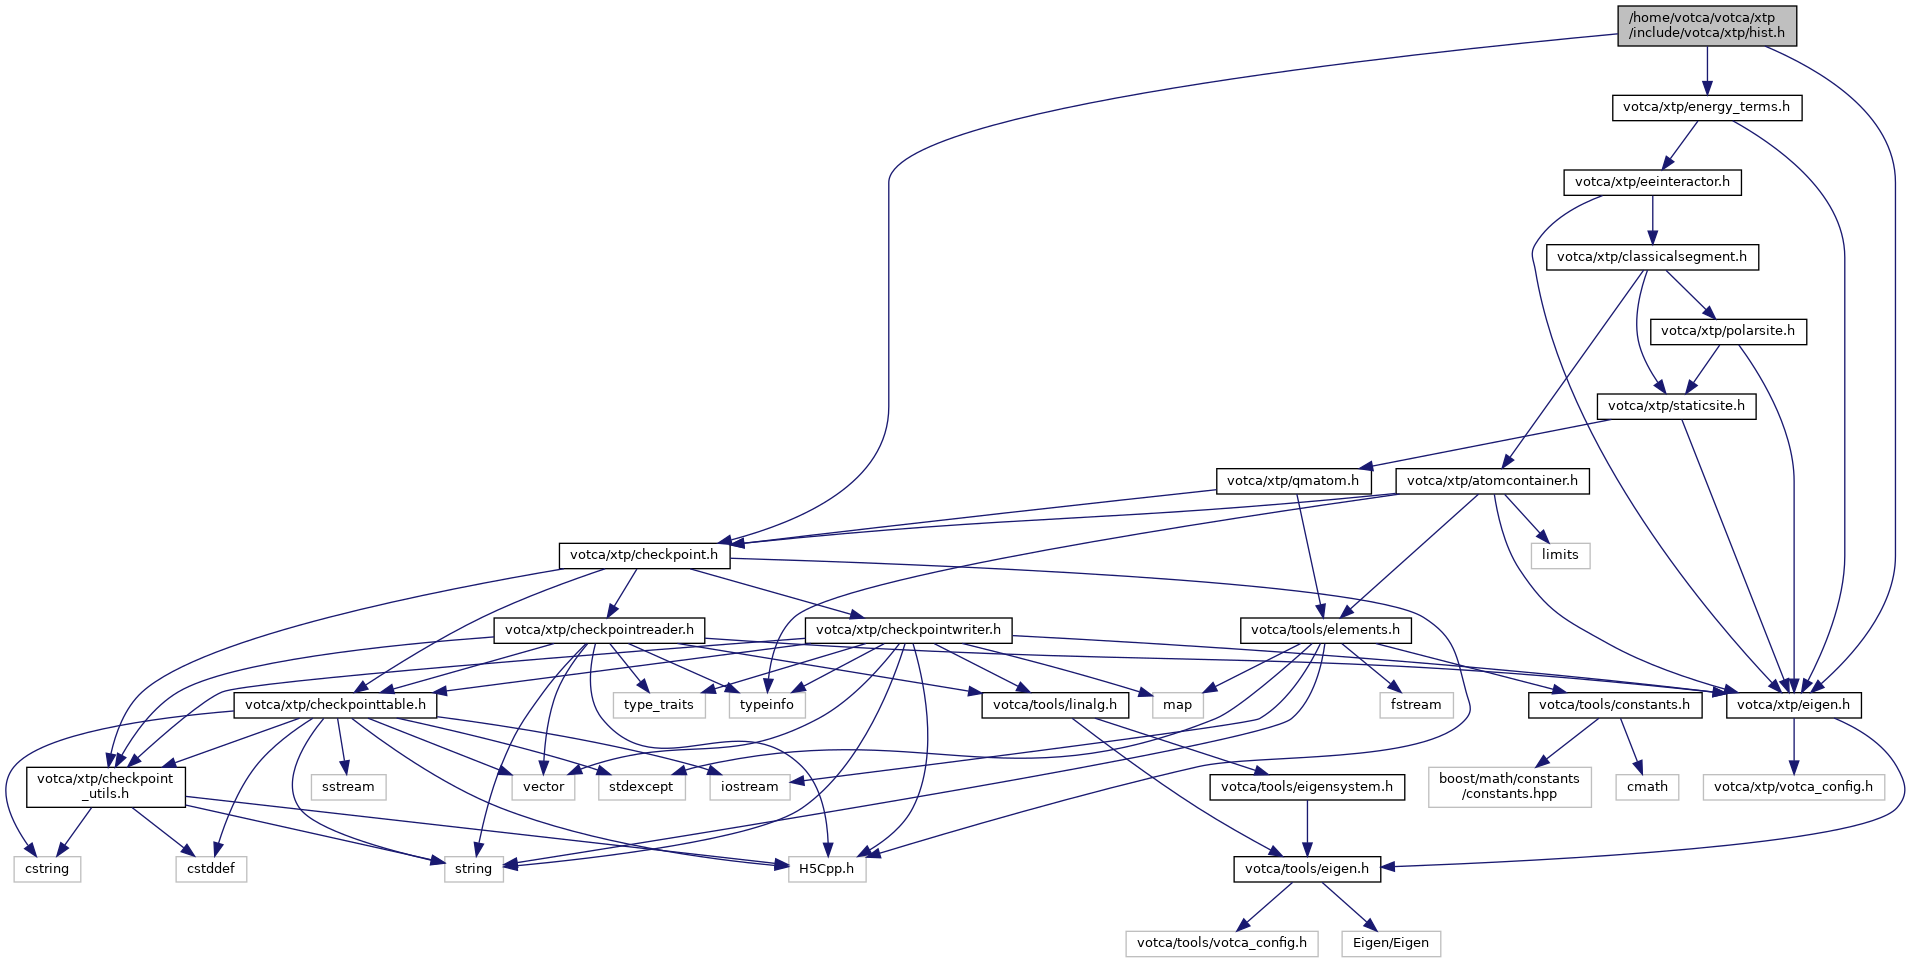 /home/votca/votca/xtp
/include/votca/xtp/hist.h
votca/xtp/energy_terms.h
votca/xtp/eeinteractor.h
votca/xtp/classicalsegment.h
votca/xtp/polarsite.h
votca/xtp/staticsite.h
votca/xtp/qmatom.h
votca/xtp/atomcontainer.h
votca/xtp/checkpoint.h
limits
votca/xtp/checkpointreader.h
votca/xtp/checkpointwriter.h
votca/tools/elements.h
votca/xtp/checkpointtable.h
type_traits
typeinfo
votca/tools/linalg.h
map
fstream
votca/tools/constants.h
votca/xtp/eigen.h
votca/xtp/checkpoint
_utils.h
sstream
vector
stdexcept
iostream
votca/tools/eigensystem.h
boost/math/constants
/constants.hpp
cmath
votca/xtp/votca_config.h
cstring
cstddef
string
H5Cpp.h
votca/tools/eigen.h
votca/tools/votca_config.h
Eigen/Eigen